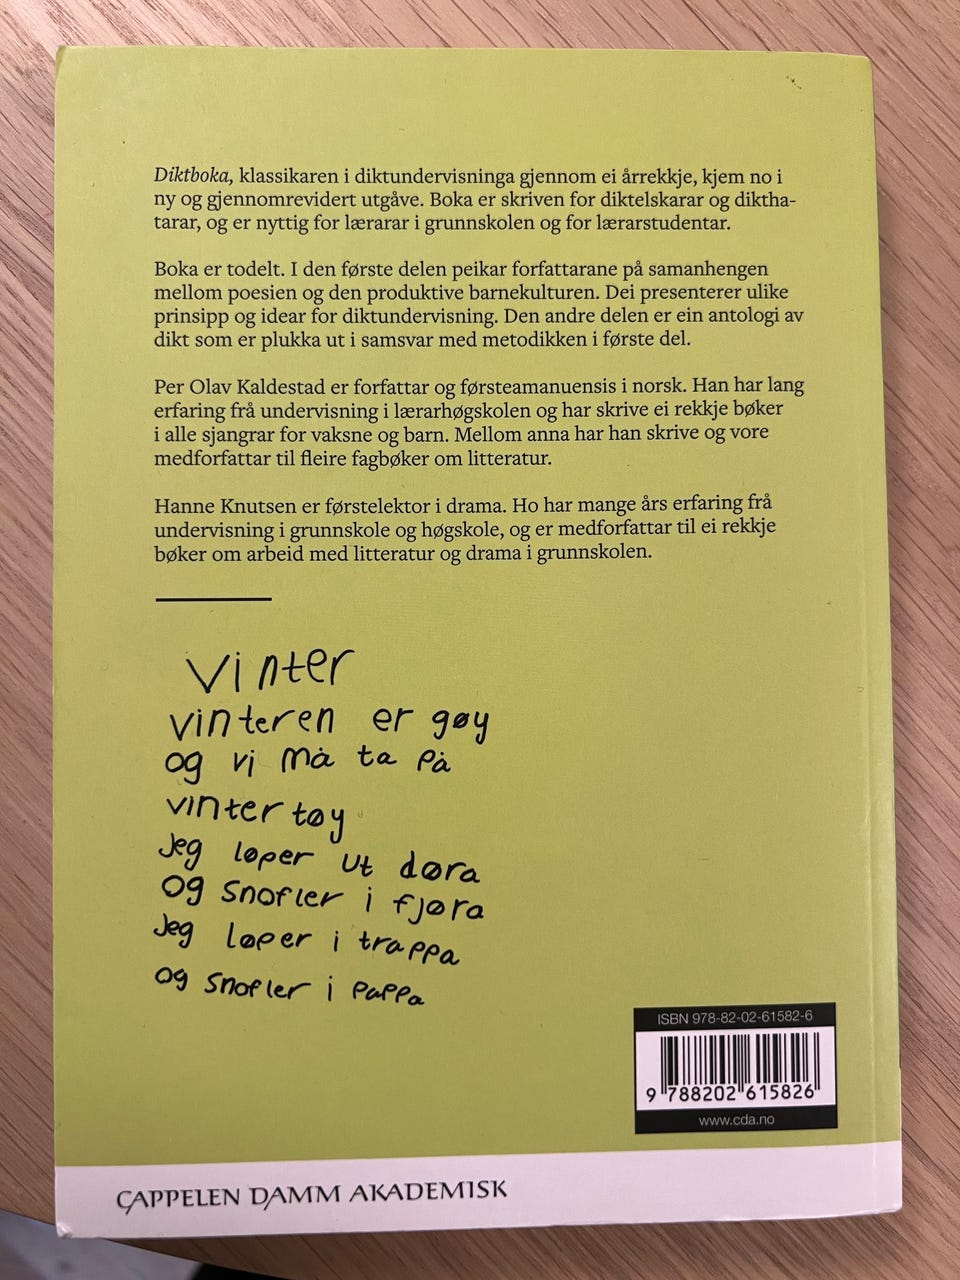 Diktboka, klassikaren i diktundervisninga gjennom ei årrekkje, kjem no i
ny og gjennomrevidert utgåve. Boka er skriven for diktelskarar og diktha-
tarar, og er nyttig for lærarar i grunnskolen og for lærarstudentar.
Boka er todelt. I den første delen peikar forfattarane på samanhengen
mellom poesien og den produktive barnekulturen. Dei presenterer ulike
prinsipp og idear for diktundervisning. Den andre delen er ein antologi av
dikt som er plukka ut i samsvar med metodikken i første del.
Per Olav Kaldestad er forfattar og førsteamanuensis i norsk. Han har lang
erfaring frå undervisning i lærarhøgskolen og har skrive ei rekkje bøker
i alle sjangrar for vaksne og barn. Mellom anna har han skrive og vore
medforfattar til fleire fagbøker om litteratur.
Hanne Knutsen er førstelektor i drama. Ho har mange års erfaring frå
undervisning i grunnskole og høgskole, og er medforfattar til ei rekkje
bøker om arbeid med litteratur og drama i grunnskolen.
Vinter
vinteren er gøy
og vi må ta på
vintertøy
Jeg løper ut døra
og snofler i fjøra
Jeg løper i trappa
og snofler i pappa
ISBN 978-82-02-61582-6
9 788202 615826
www.cda.no
CAPPELEN DAMM AKADEMISK